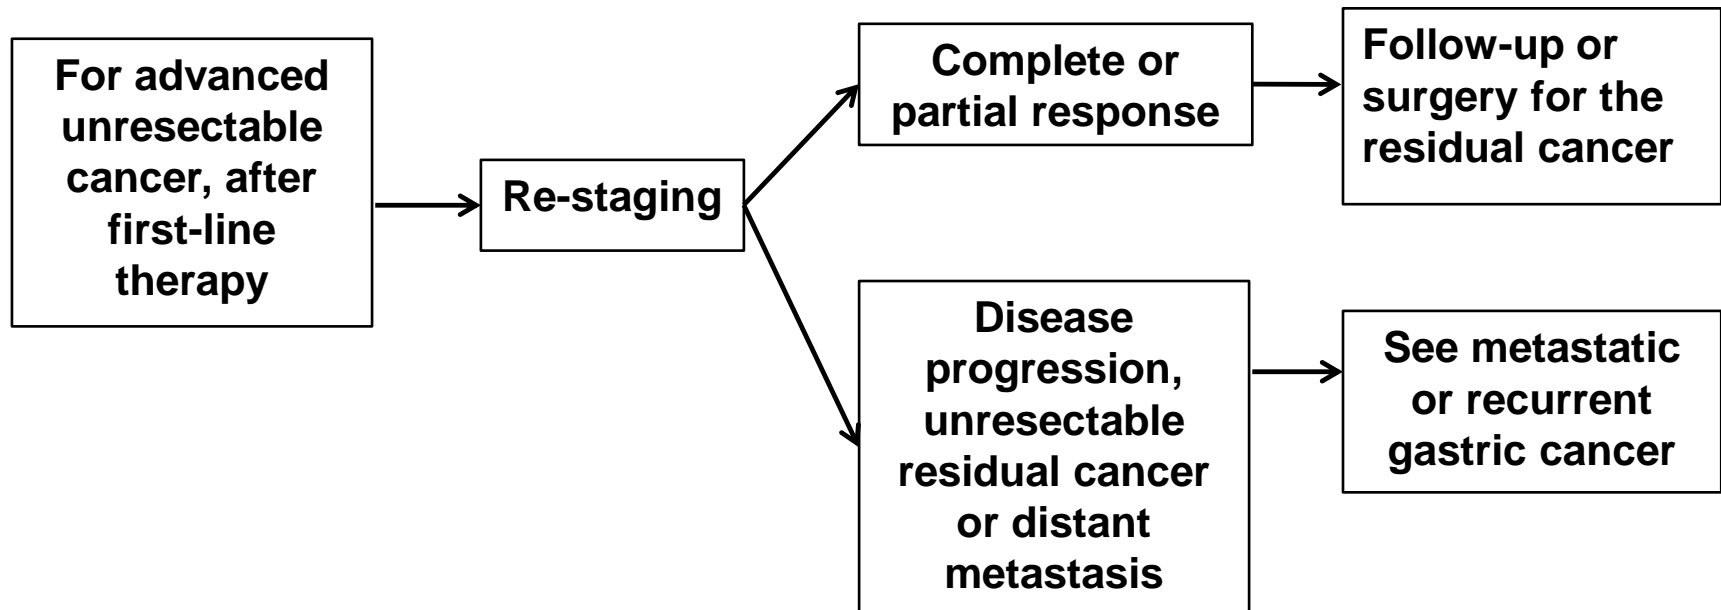 For advanced
unresectable
cancer, after
first-line
therapy
Re-staging
Complete or
partial response
Follow-up or
surgery for the
residual cancer
Disease
progression,
unresectable
residual cancer
or distant
metastasis
See metastatic
or recurrent
gastric cancer